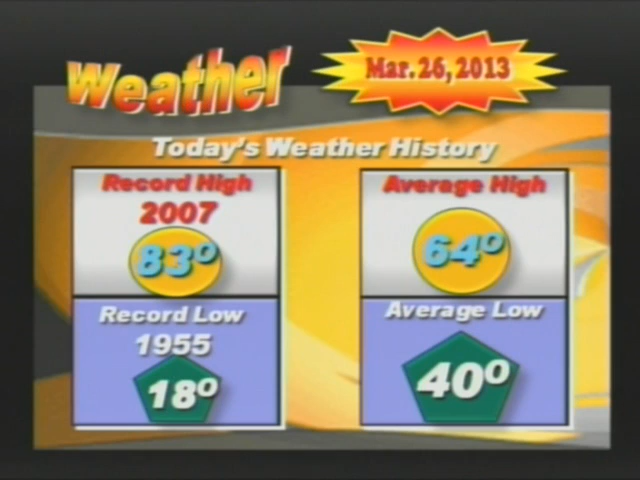 Weather
Mar. 26, 2013
Today's Weather History
Record High
2007
83°
Average High
64°
Record Low
1955
18°
Average Low
40°